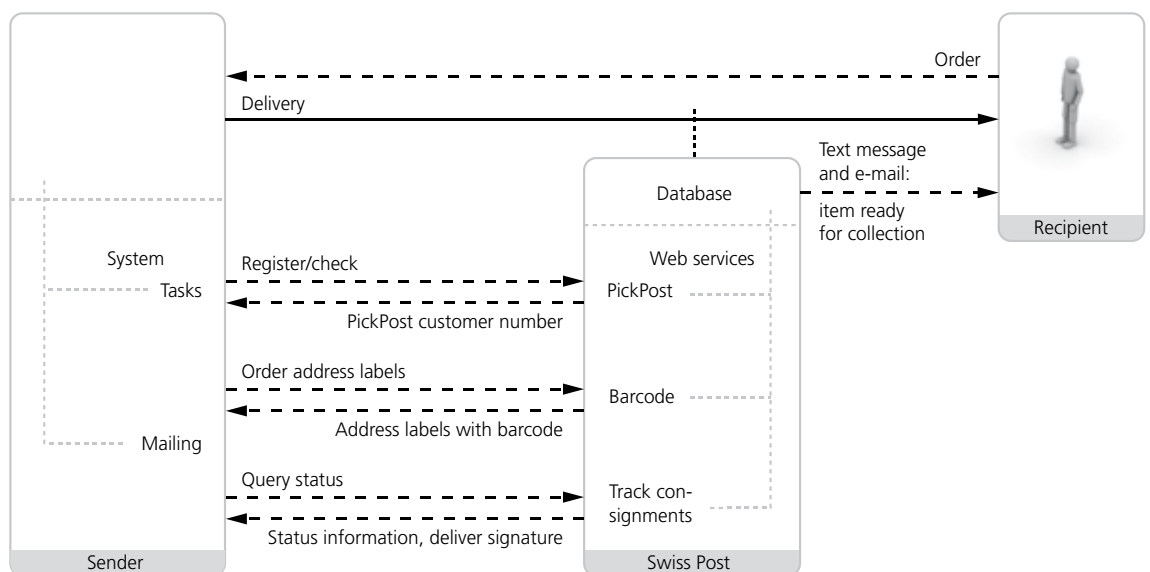 Order
Delivery
Text message
and e-mail:
item ready
for collection
Recipient
Database
System
Tasks
Mailing
Sender
Register/check
PickPost customer number
Order address labels
Address labels with barcode
Query status
Status information, deliver signature
Web services
PickPost
Barcode
Track con-
signments
Swiss Post